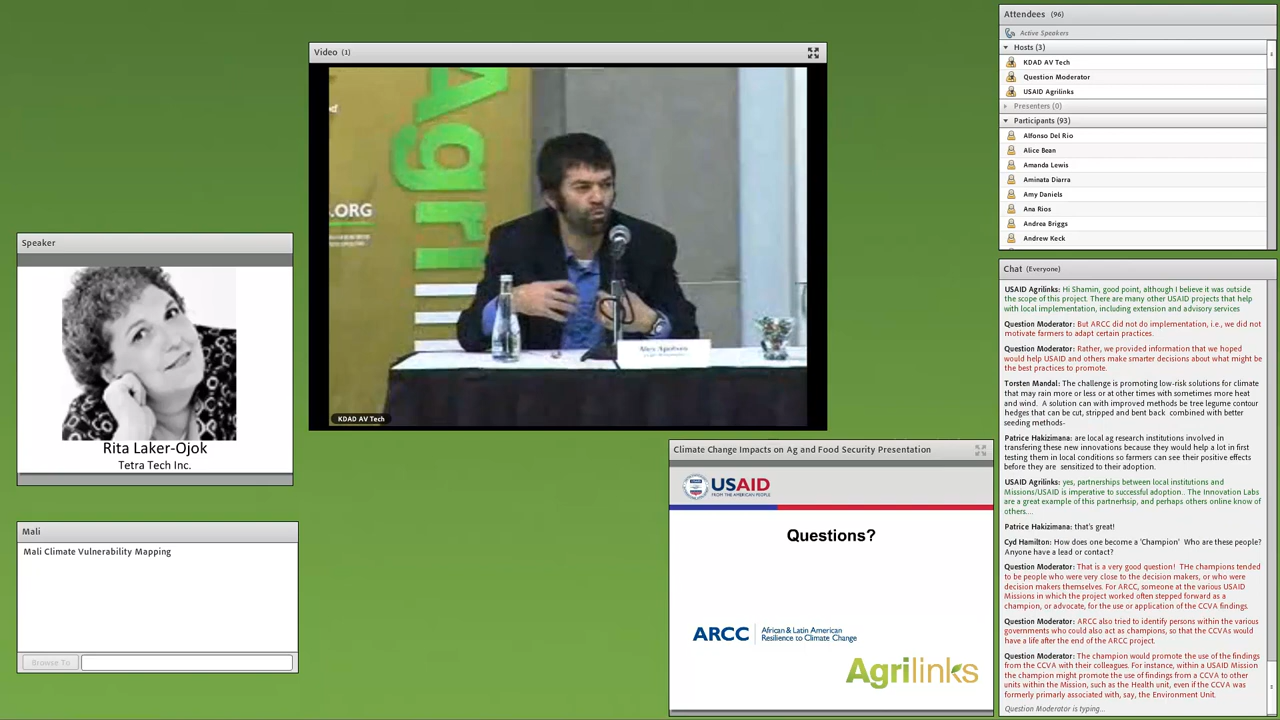 Video (1)
Agri
.ORG
KDAD AV Tech
Speaker
Rita Laker-Ojok
Tetra Tech Inc.
Mali
Mali Climate Vulnerability Mapping
Browse To
Climate Change Impacts on Ag and Food Security Presentation
USAID
FROM THE AMERICAN PEOPLE
Questions?
ARCC
African & Latin American
Resilience to Climate Change
Agrilinks
Attendees (96)
Active Speakers
Hosts (3)
KDAD AV Tech
Question Moderator
USAID Agrilinks
Presenters (0)
Participants (93)
Alfonso Del Rio
Alice Bean
Amanda Lewis
Aminata Diarra
Amy Daniels
Ana Rios
Andrea Briggs
Andrew Keck
Chat (Everyone)
USAID Agrilinks: Hi Shamin, good point, although I believe it was outside
the scope of this project. There are many other USAID projects that help
with local implementation, including extension and advisory services
Question Moderator: But ARCC did not do implementation, i.e., we did not
motivate farmers to adapt certain practices.
Question Moderator: Rather, we provided information that we hoped
would help USAID and others make smarter decisions about what might be
the best practices to promote.
Torsten Mandal: The challenge is promoting low-risk solutions for climate
that may rain more or less or at other times with sometimes more heat
and wind. A solution can with improved methods be tree legume contour
hedges that can be cut, stripped and bent back combined with better
seeding methods-
Patrice Hakizimana: are local ag research institutions involved in
transfering these new innovations because they would help a lot in first
testing them in local conditions so farmers can see their positive effects
before they are sensitized to their adoption.
USAID Agrilinks: yes, partnerships between local institutions and
Missions/USAID is imperative to successful adoption.. The Innovation Labs
are a great example of this partnerhsip, and perhaps others online know of
others....
Patrice Hakizimana: that's great!
Cyd Hamilton: How does one become a 'Champion' Who are these people?
Anyone have a lead or contact?
Question Moderator: That is a very good question! THe champions tended
to be people who were very close to the decision makers, or who were
decision makers themselves. For ARCC, someone at the various USAID
Missions in which the project worked often stepped forward as a
champion, or advocate, for the use or application of the CCVA findings.
Question Moderator: ARCC also tried to identify persons within the various
governments who could also act as champions, so that the CCVAs would
have a life after the end of the ARCC project.
Question Moderator: The champion would promote the use of the findings
from the CCVA with their colleagues. For instance, within a USAID Mission
the champion might promote the use of findings from a CCVA to other
units within the Mission, such as the Health unit, even if the CCVA was
formerly primarly associated with, say, the Environment Unit.
Question Moderator is typing...